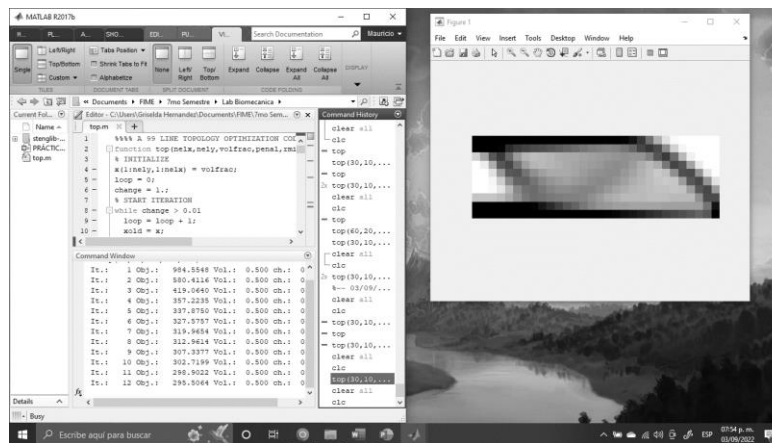 MATLAB R2017b
H... PL... A... SHO... EDI... PU... VI... Search Documentation Mauricio
Single Left/Right Top/Bottom Custom
Tabs Position Shrink Tabs to Fit Alphabetize
None Left/Right Top/Bottom
Expand Collapse Expand All Collapse All
DISPLAY
TILES DOCUMENT TABS SPLIT DOCUMENT CODE FOLDING
« Documents FIME 7mo Semestre Lab Biomecanica
Current Fol...
Name
stenglib-
PRÁCTIC...
top.m
Details
Editor - C:\Users\Griselda Hernandez\Documents\FIME\7mo Sem...
top.m
1 %%%% A 99 LINE TOPOLOGY OPTIMIZATION COD
2 function top(nelx,nely,volfrac,penal,rmi
3 % INITIALIZE
4 - x(1:nely,1:nelx) = volfrac;
5 - loop = 0;
6 - change = 1.;
7 % START ITERATION
8 - while change > 0.01
9 - loop = loop + 1;
10 - xold = x;
Command Window
It.: 1 Obj.: 984.5548 Vol.: 0.500 ch.: 0
It.: 2 Obj.: 580.4116 Vol.: 0.500 ch.: 0
It.: 3 Obj.: 419.0640 Vol.: 0.500 ch.: 0
It.: 4 Obj.: 357.2235 Vol.: 0.500 ch.: 0
It.: 5 Obj.: 337.8750 Vol.: 0.500 ch.: 0
It.: 6 Obj.: 327.5757 Vol.: 0.500 ch.: 0
It.: 7 Obj.: 319.9654 Vol.: 0.500 ch.: 0
It.: 8 Obj.: 312.9614 Vol.: 0.500 ch.: 0
It.: 9 Obj.: 307.3377 Vol.: 0.500 ch.: 0
It.: 10 Obj.: 302.7199 Vol.: 0.500 ch.: 0
It.: 11 Obj.: 298.9022 Vol.: 0.500 ch.: 0
It.: 12 Obj.: 295.5064 Vol.: 0.500 ch.: 0
fx
Command History
clear all
clc
top
top(30,10,...
top
2x top(30,10,...
clear all
clc
top
top(60,20,...
top(30,10,...
clear all
clc
2x top(30,10,...
%-- 03/09/...
clear all
top(30,10,...
top
top(30,10,...
clear all
clc
top(30,10,...
clear all
clc
Busy
Figure 1
File Edit View Insert Tools Desktop Window Help
Escribe aquí para buscar
ESP
07:54 p. m.
03/09/2022